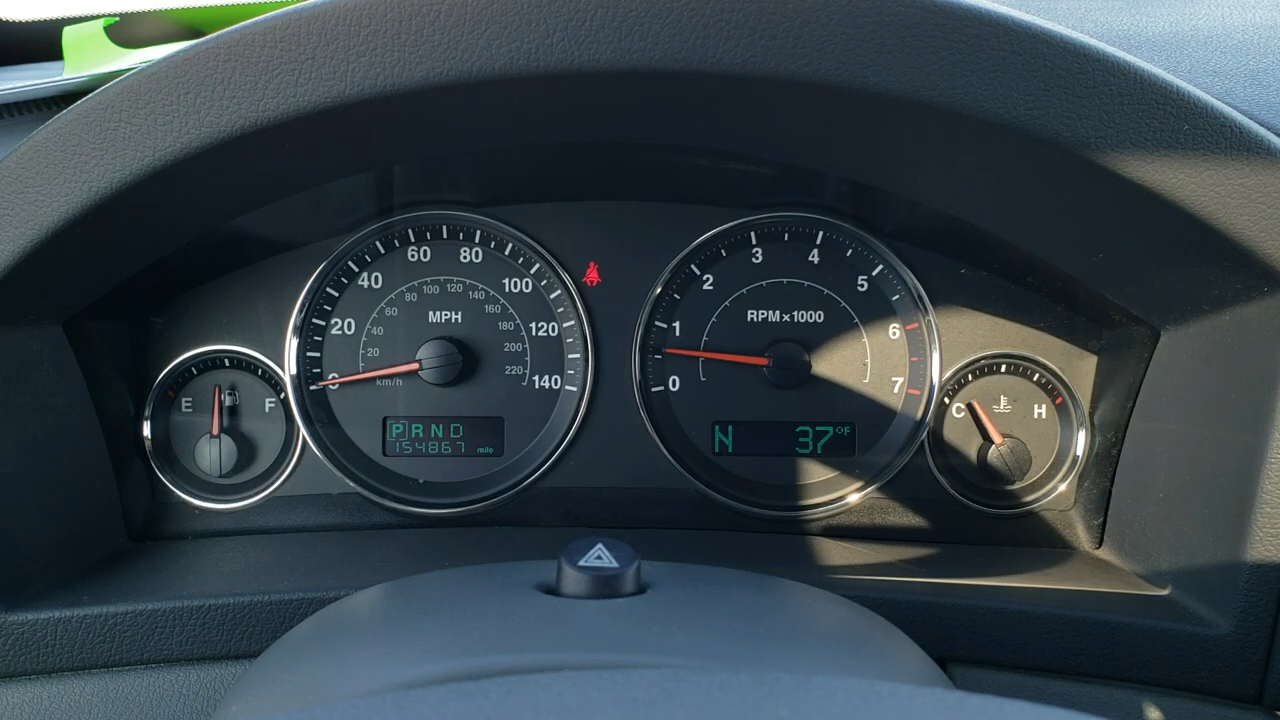 E F
0 20 40 60 80 100 120 140
MPH
20 40 60 80 100 120 140 160 180 200 220
km/h
PRND
154867 mile
0 1 2 3 4 5 6 7
RPM×1000
N 37°F
C H